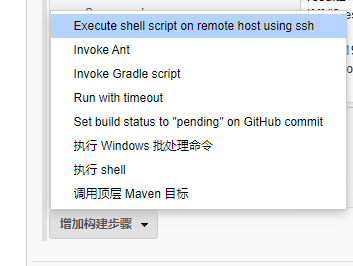 Execute shell script on remote host using ssh
Invoke Ant
Invoke Gradle script
Run with timeout
Set build status to "pending" on GitHub commit
执行 Windows 批处理命令
执行 shell
调用顶层 Maven 目标
增加构建步骤